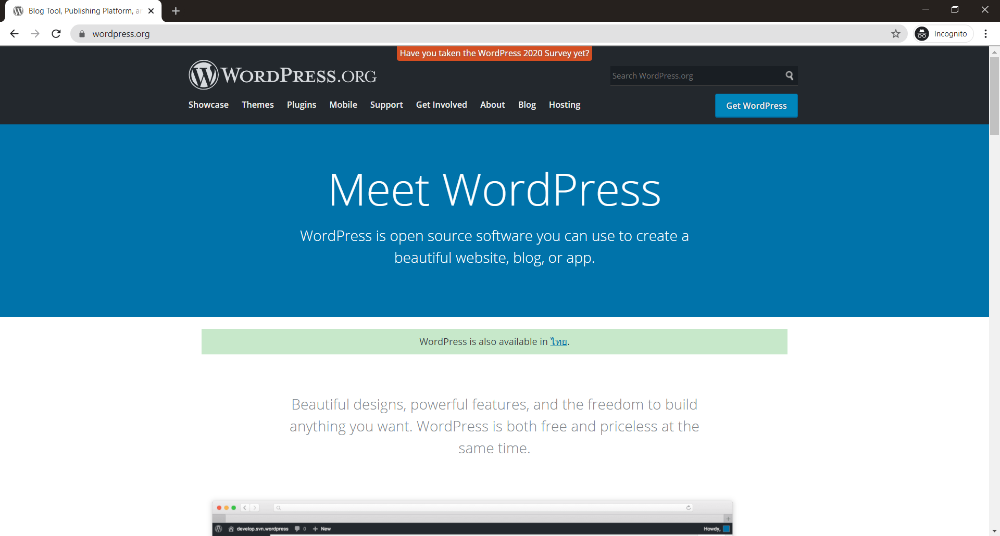 Blog Tool, Publishing Platform, ar
wordpress.org
Incognito
Have you taken the WordPress 2020 Survey yet?
WORDPRESS.ORG
Search WordPress.org
Showcase Themes Plugins Mobile Support Get Involved About Blog Hosting
Get WordPress
Meet WordPress
WordPress is open source software you can use to create a
beautiful website, blog, or app.
WordPress is also available in ไทย.
Beautiful designs, powerful features, and the freedom to build
anything you want. WordPress is both free and priceless at the
same time.
develop.svn.wordpress 0 + New Howdy,